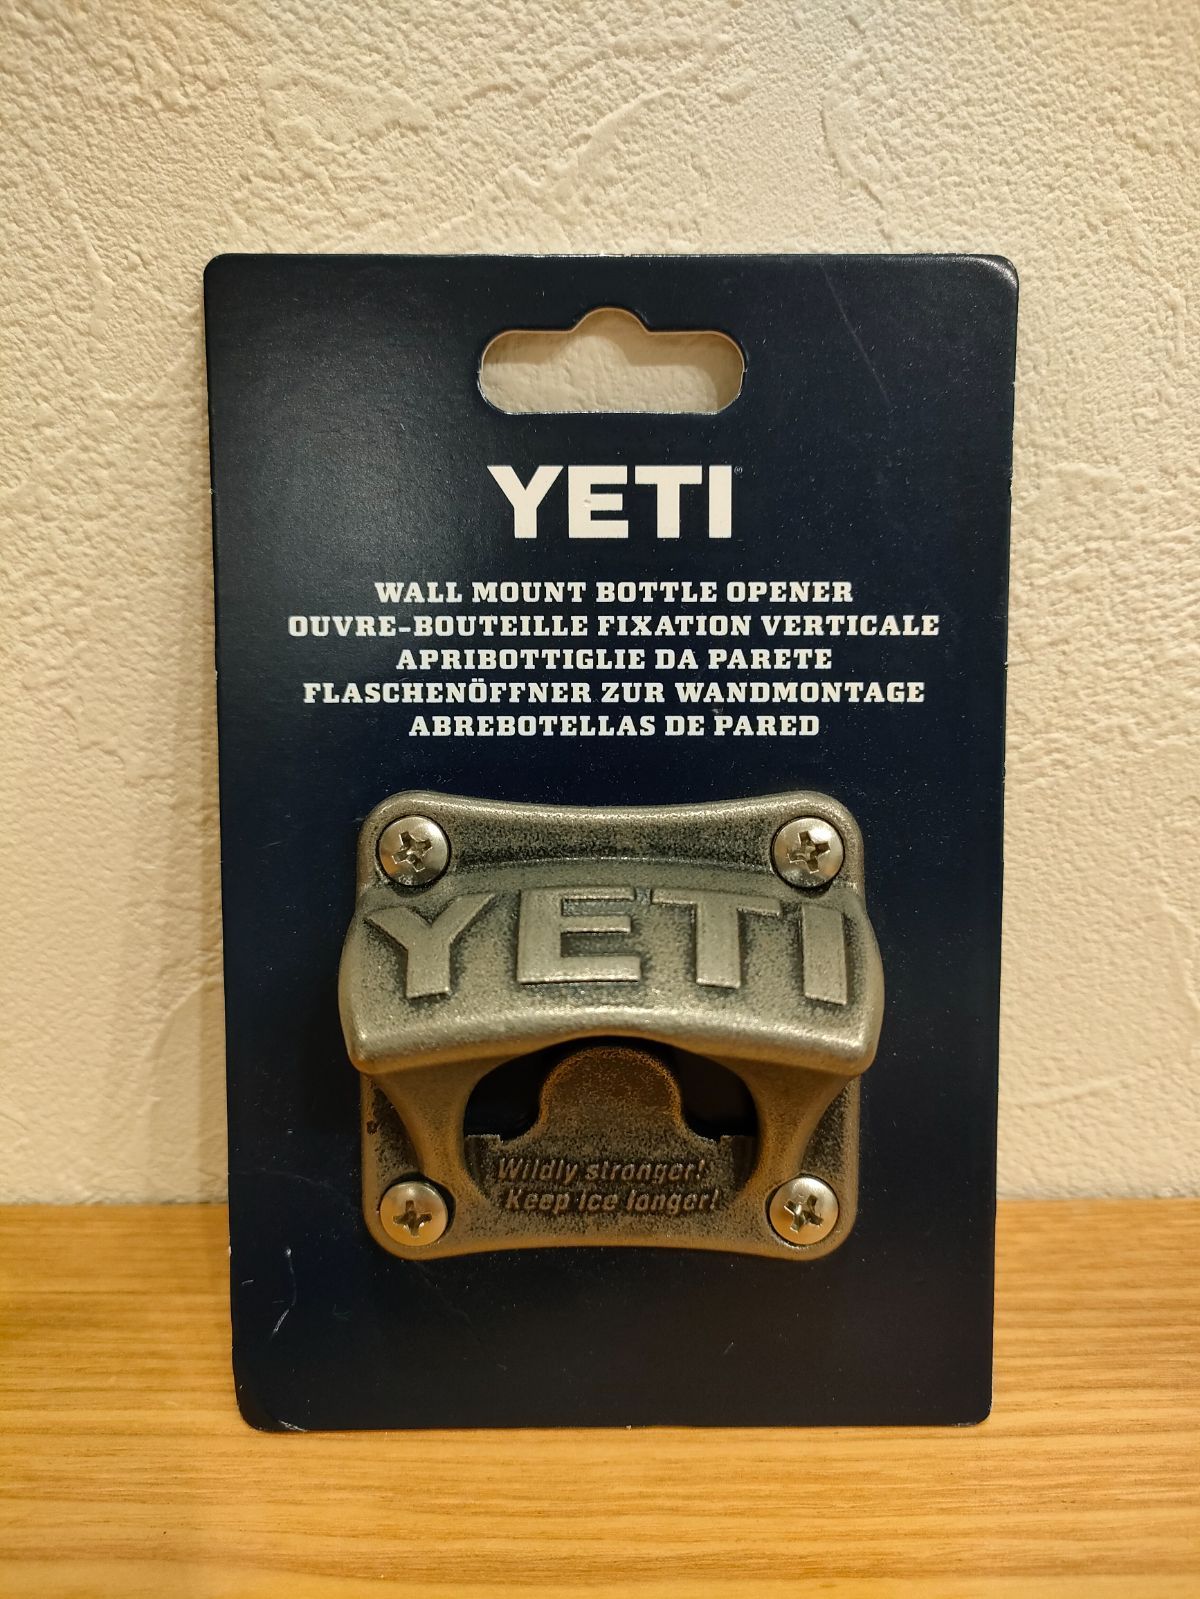 YETI®
WALL MOUNT BOTTLE OPENER
OUVRE-BOUTEILLE FIXATION VERTICALE
APRIBOTTIGLIE DA PARETE
FLASCHENÖFFNER ZUR WANDMONTAGE
ABREBOTELLAS DE PARED
YETI
Wildly stronger!
Keep ice longer!